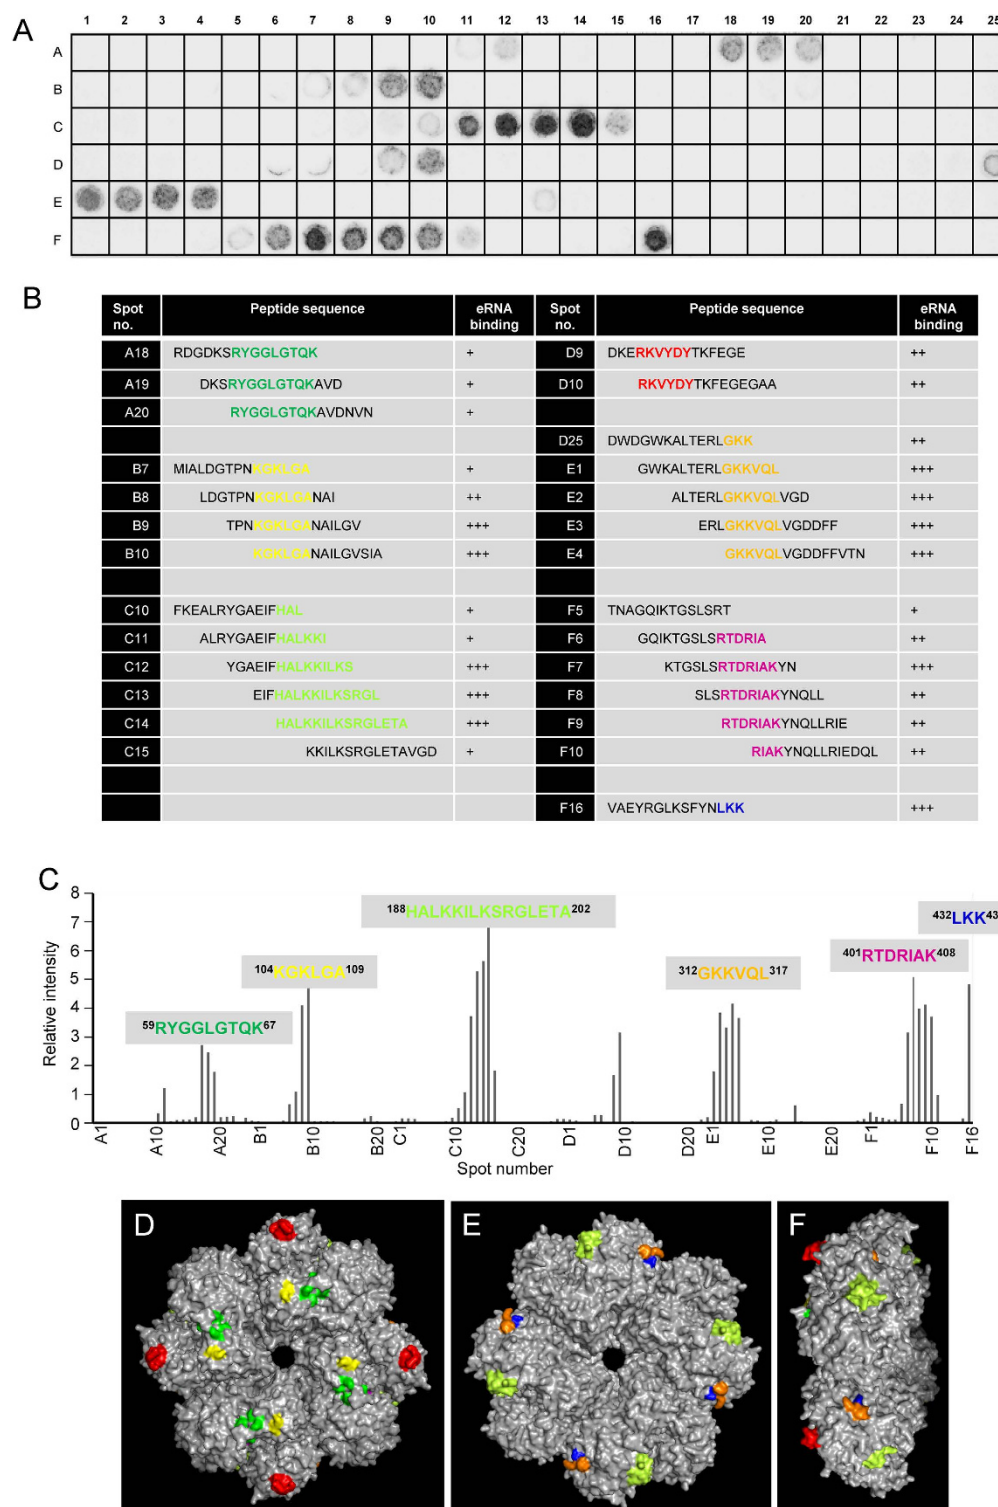 A
1 2 3 4 5 6 7 8 9 10 11 12 13 14 15 16 17 18 19 20 21 22 23 24 25
A
B
C
D
E
F
B
Spot no. Peptide sequence eRNA binding Spot no. Peptide sequence eRNA binding
A18 RDGDKSRYGGLGTQK + D9 DKERKVYDYTKFEGE ++
A19 DKSRYGGLGTQKAVD + D10 RKVYDYTKFEGEGAA ++
A20 RYGGLGTQKAVDNVN +
D25 DWDGWKALTERLGKK ++
B7 MIALDGTPNKGKLGA + E1 GWKALTERLGKKVQL +++
B8 LDGTPNKGKLGANAI ++ E2 ALTERLGKKVQLVGD +++
B9 TPNKGKLGANAILGV +++ E3 ERLGKKVQLVGDDFF +++
B10 KGKLGANAILGVSIA +++ E4 GKKVQLVGDDFFVTN +++
C10 FKEALRYGAEIFHAL + F5 TNAGQIKTGSLSRT +
C11 ALRYGAEIFHALKKI + F6 GQIKTGSLSRTDRIA ++
C12 YGAEIFHALKKILKS +++ F7 KTGSLSRTDRIAKYN +++
C13 EIFHALKKILKSRGL +++ F8 SLSRTDRIAKYNQLL ++
C14 HALKKILKSRGLETA +++ F9 RTDRIAKYNQLLRIE ++
C15 KKILKSRGLETAVGD + F10 RIAKYNQLLRIEDQL ++
F16 VAEYRGLKSFYNLKK +++
C
8
7
6
5
4
3
2
1
0
Relative intensity
188HALKKILKSRGLETA202
432LKK43
401RTDRIAK408
104KGKLGA109
312GKKVQL317
59RYGGLGTQK67
A1 A10 A20 B1 B10 B20 C1 C10 C20 D1 D10 D20 E1 E10 E20 F1 F10 F16
Spot number
D E F